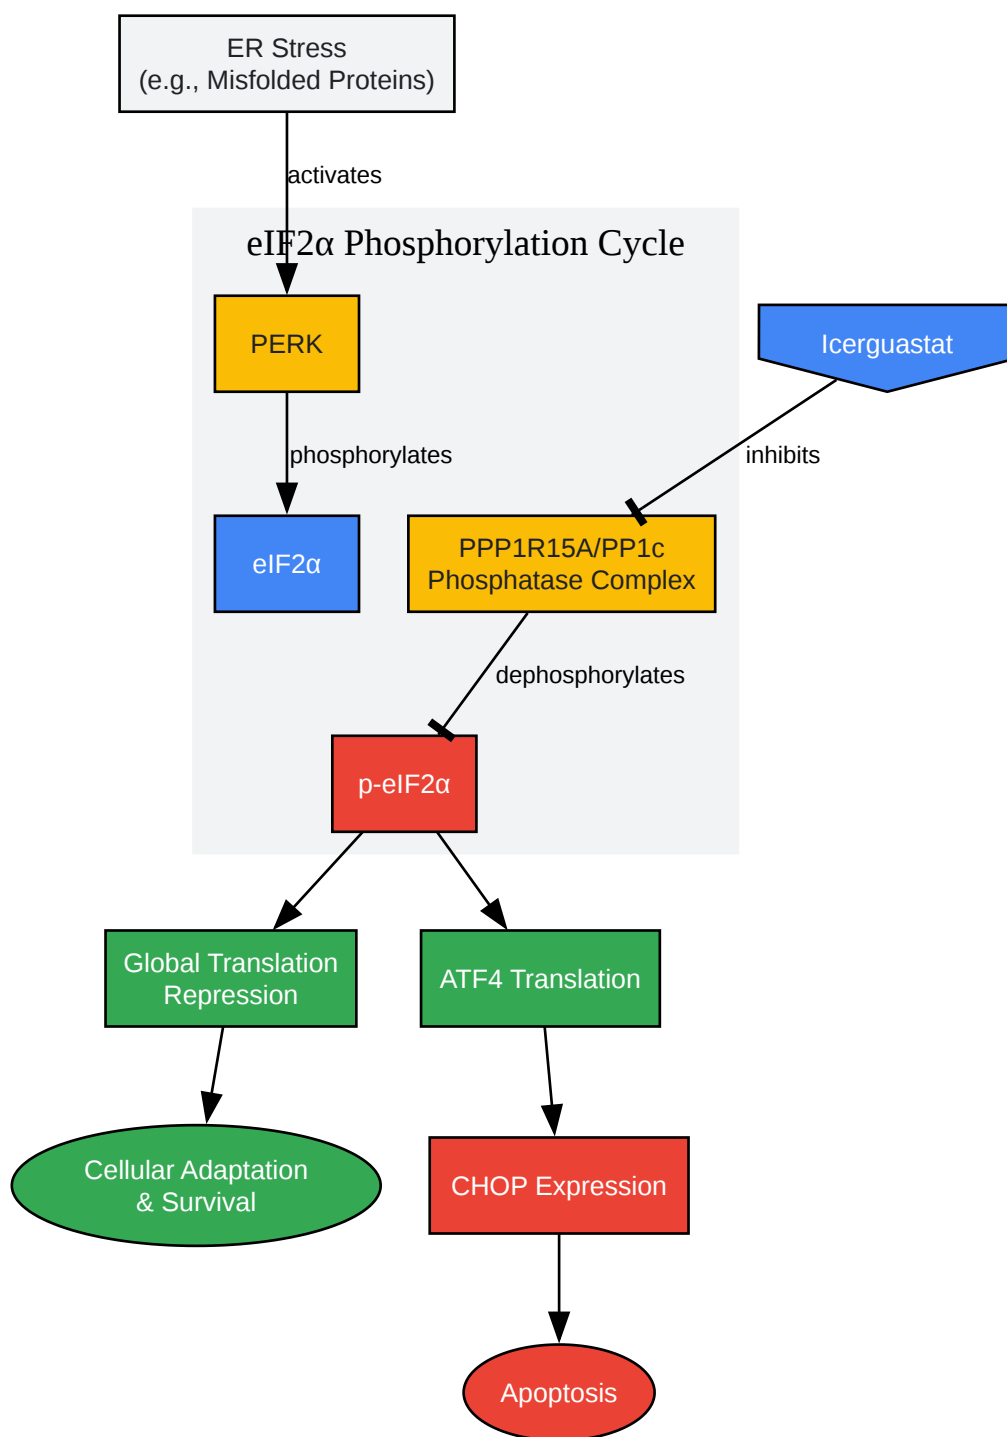 ER Stress
(e.g., Misfolded Proteins)
activates
eIF2α Phosphorylation Cycle
PERK
Icerguastat
phosphorylates
inhibits
eIF2α
PPP1R15A/PP1c
Phosphatase Complex
dephosphorylates
p-eIF2α
Global Translation
Repression
ATF4 Translation
Cellular Adaptation
& Survival
CHOP Expression
Apoptosis